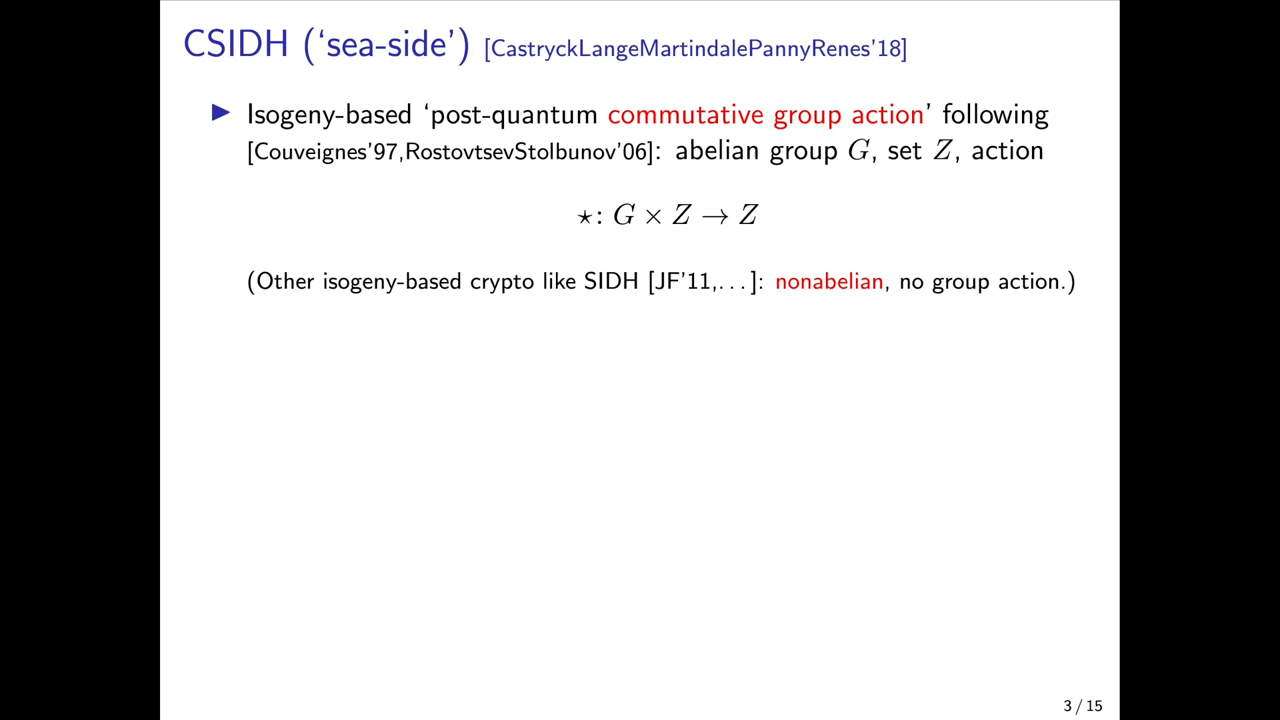 CSIDH (‘sea-side’) [CastryckLangeMartindalePannyRenes’18]
Isogeny-based ‘post-quantum commutative group action’ following
[Couveignes’97,RostovtsevStolbunov’06]: abelian group G, set Z, action
⋆: G × Z → Z
(Other isogeny-based crypto like SIDH [JF’11,...]: nonabelian, no group action.)
3 / 15